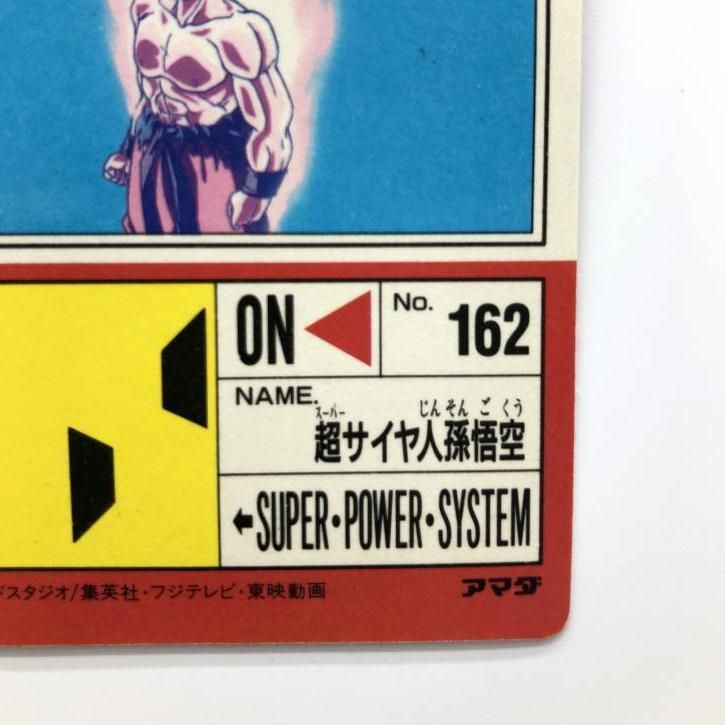 ON
No. 162
NAME.
スーパー じんそんごくう
超サイヤ人孫悟空
←SUPER・POWER・SYSTEM
ドスタジオ/集英社・フジテレビ・東映動画
アマダ